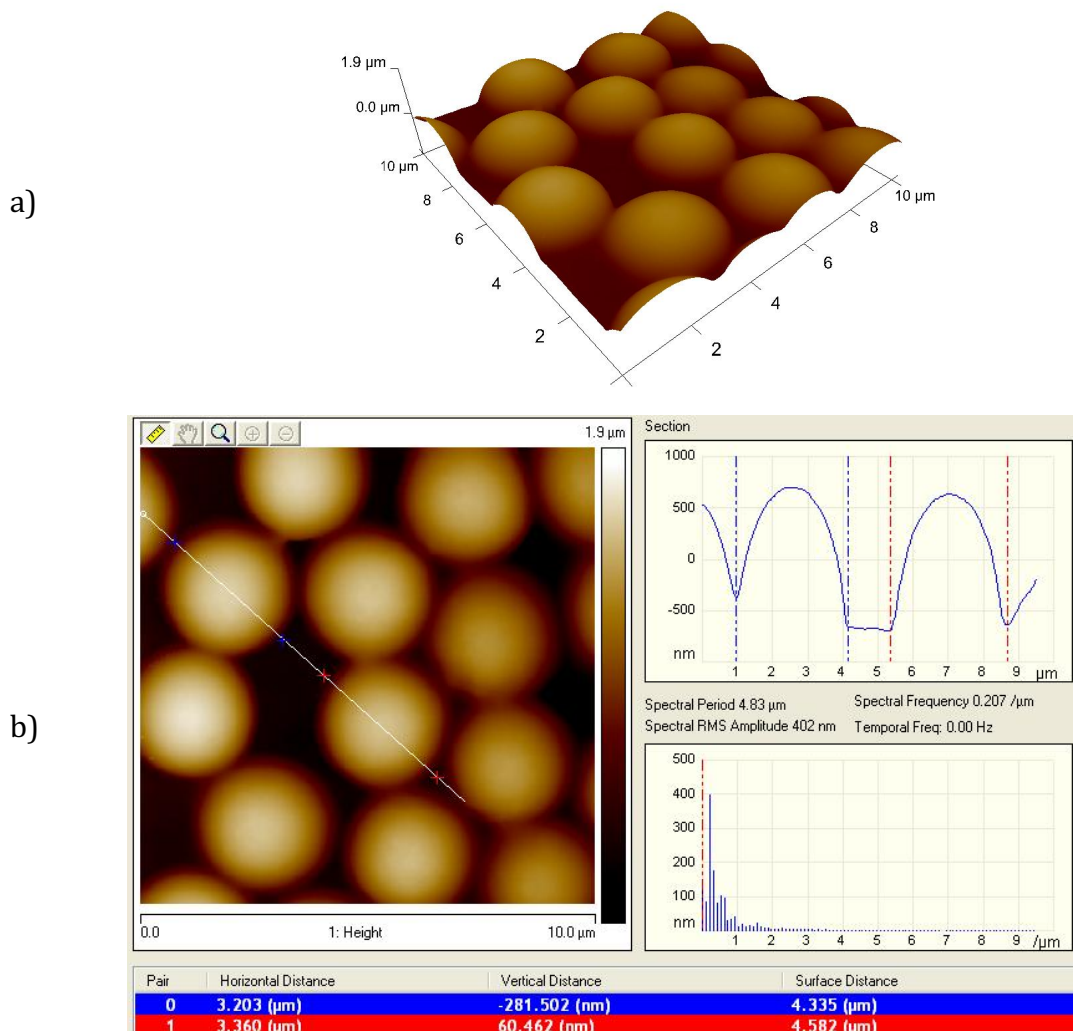 a)
1.9 µm
0.0 µm
10 µm
8
6
4
2
2
4
6
8
10 µm
b)
1.9 µm
0.0
1: Height
10.0 µm
Section
1000
500
0
-500
nm
1 2 3 4 5 6 7 8 9 µm
Spectral Period 4.83 µm Spectral Frequency 0.207 /µm
Spectral RMS Amplitude 402 nm Temporal Freq: 0.00 Hz
500
400
300
200
100
nm
1 2 3 4 5 6 7 8 9 /µm
Pair Horizontal Distance Vertical Distance Surface Distance
0 3.203 (µm) -281.502 (nm) 4.335 (µm)
1 3.360 (µm) 60.462 (nm) 4.582 (µm)